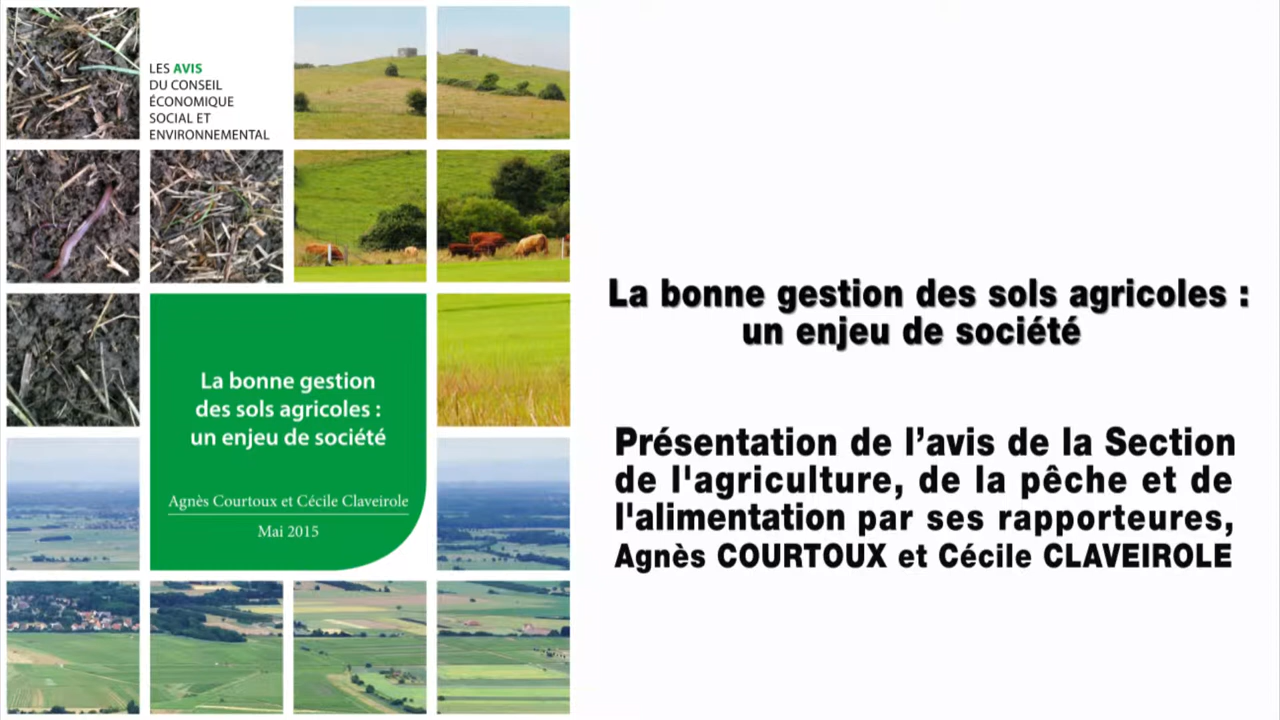 LES AVIS
DU CONSEIL
ÉCONOMIQUE
SOCIAL ET
ENVIRONNEMENTAL
La bonne gestion
des sols agricoles :
un enjeu de société
Agnès Courtoux et Cécile Claveirole
Mai 2015
La bonne gestion des sols agricoles :
un enjeu de société
Présentation de l’avis de la Section
de l'agriculture, de la pêche et de
l'alimentation par ses rapporteures,
Agnès COURTOUX et Cécile CLAVEIROLE